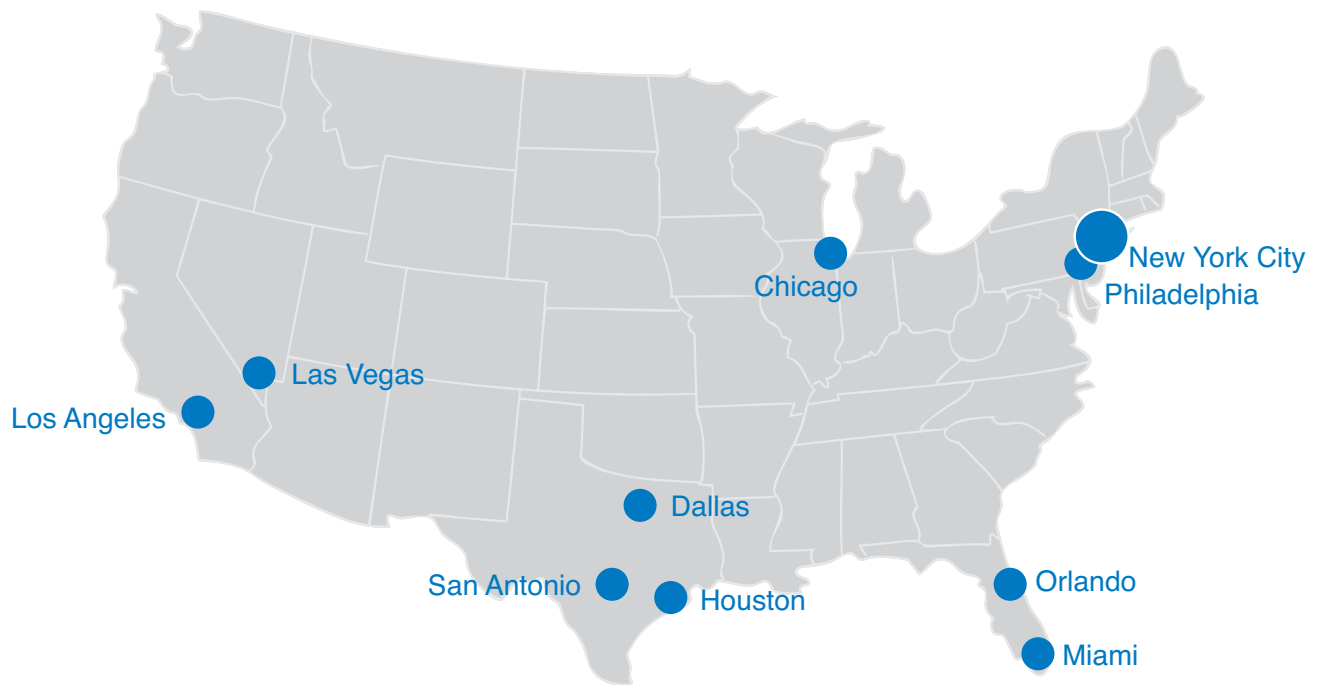 New York City
Chicago
Philadelphia
Las Vegas
Los Angeles
Dallas
San Antonio
Houston
Orlando
Miami